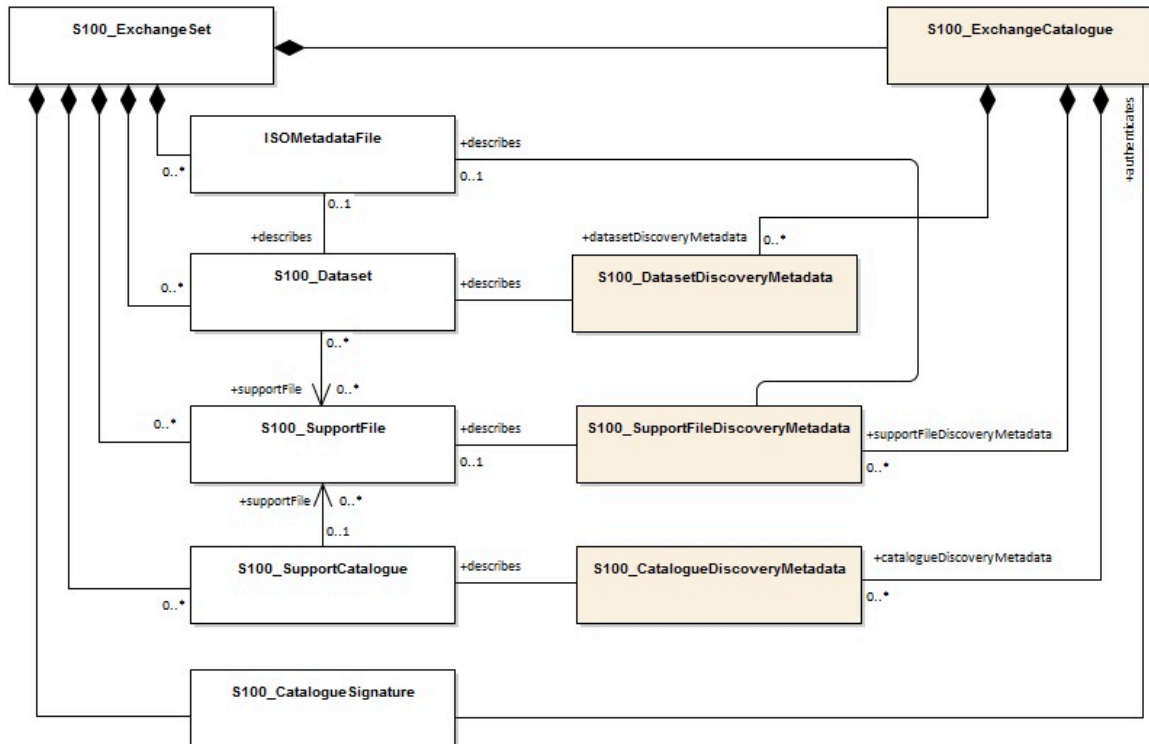 S100_ExchangeSet
S100_ExchangeCatalogue
+authenticates
ISOMetadataFile
+describes
0..*
0..1
0..1
+describes
+datasetDiscoveryMetadata
0..*
S100_Dataset
S100_DatasetDiscoveryMetadata
+describes
0..*
0..*
+supportFile
0..*
S100_SupportFile
S100_SupportFileDiscoveryMetadata
0..*
+describes
+supportFileDiscoveryMetadata
0..1
0..*
+supportFile
0..*
0..1
S100_SupportCatalogue
S100_CatalogueDiscoveryMetadata
+catalogueDiscoveryMetadata
+describes
0..*
0..*
S100_CatalogueSignature